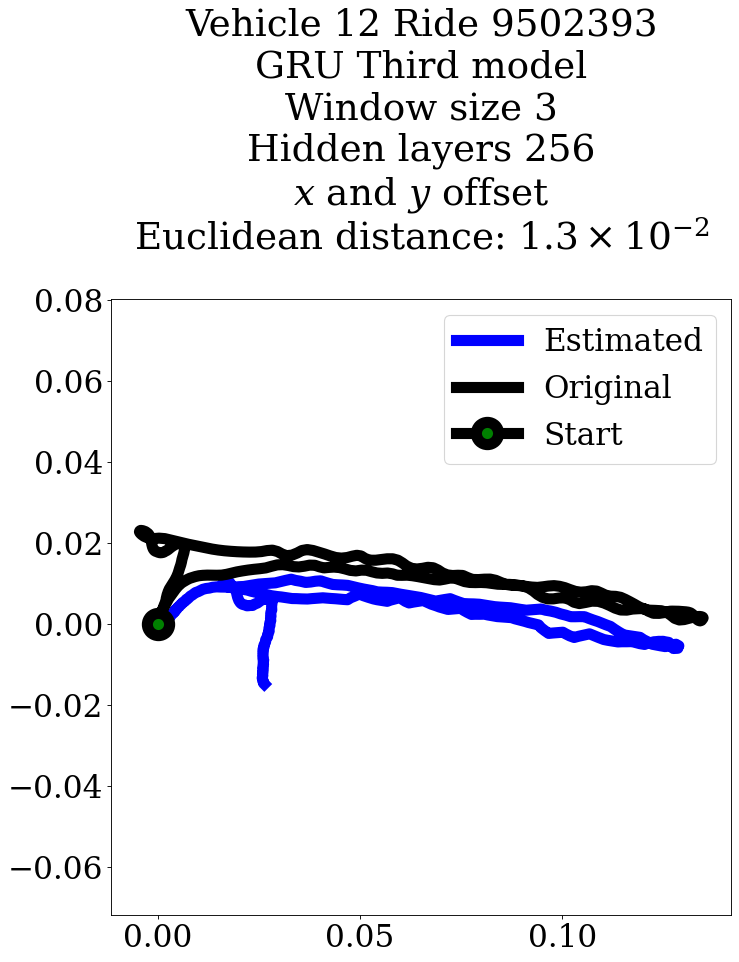 Vehicle 12 Ride 9502393
GRU Third model
Window size 3
Hidden layers 256
x and y offset
Euclidean distance: 1.3 × 10⁻²
Estimated
Original
Start
0.08
0.06
0.04
0.02
0.00
−0.02
−0.04
−0.06
0.00 0.05 0.10